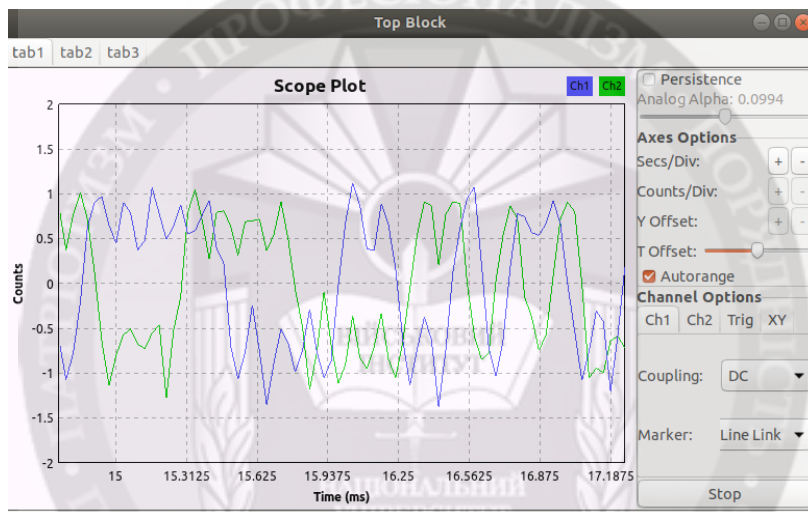 Top Block
tab1 tab2 tab3
Scope Plot
Ch1 Ch2
2
1.5
1
0.5
0
-0.5
-1
-1.5
-2
Counts
15 15.3125 15.625 15.9375 16.25 16.5625 16.875 17.1875
Time (ms)
Persistence
Analog Alpha: 0.0994
Axes Options
Secs/Div: + -
Counts/Div: + -
Y Offset: + -
T Offset:
Autorange
Channel Options
Ch1 Ch2 Trig XY
Coupling: DC
Marker: Line Link
Stop
ПРОФЕСІОНАЛІЗМ
НАЦІОНАЛЬНИЙ